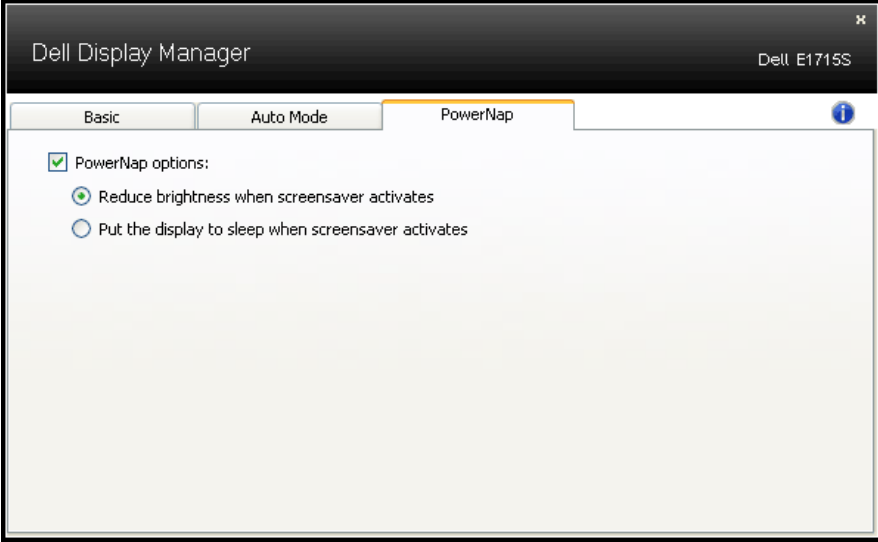 Dell Display Manager
Dell E1715S
Basic
Auto Mode
PowerNap
PowerNap options:
Reduce brightness when screensaver activates
Put the display to sleep when screensaver activates